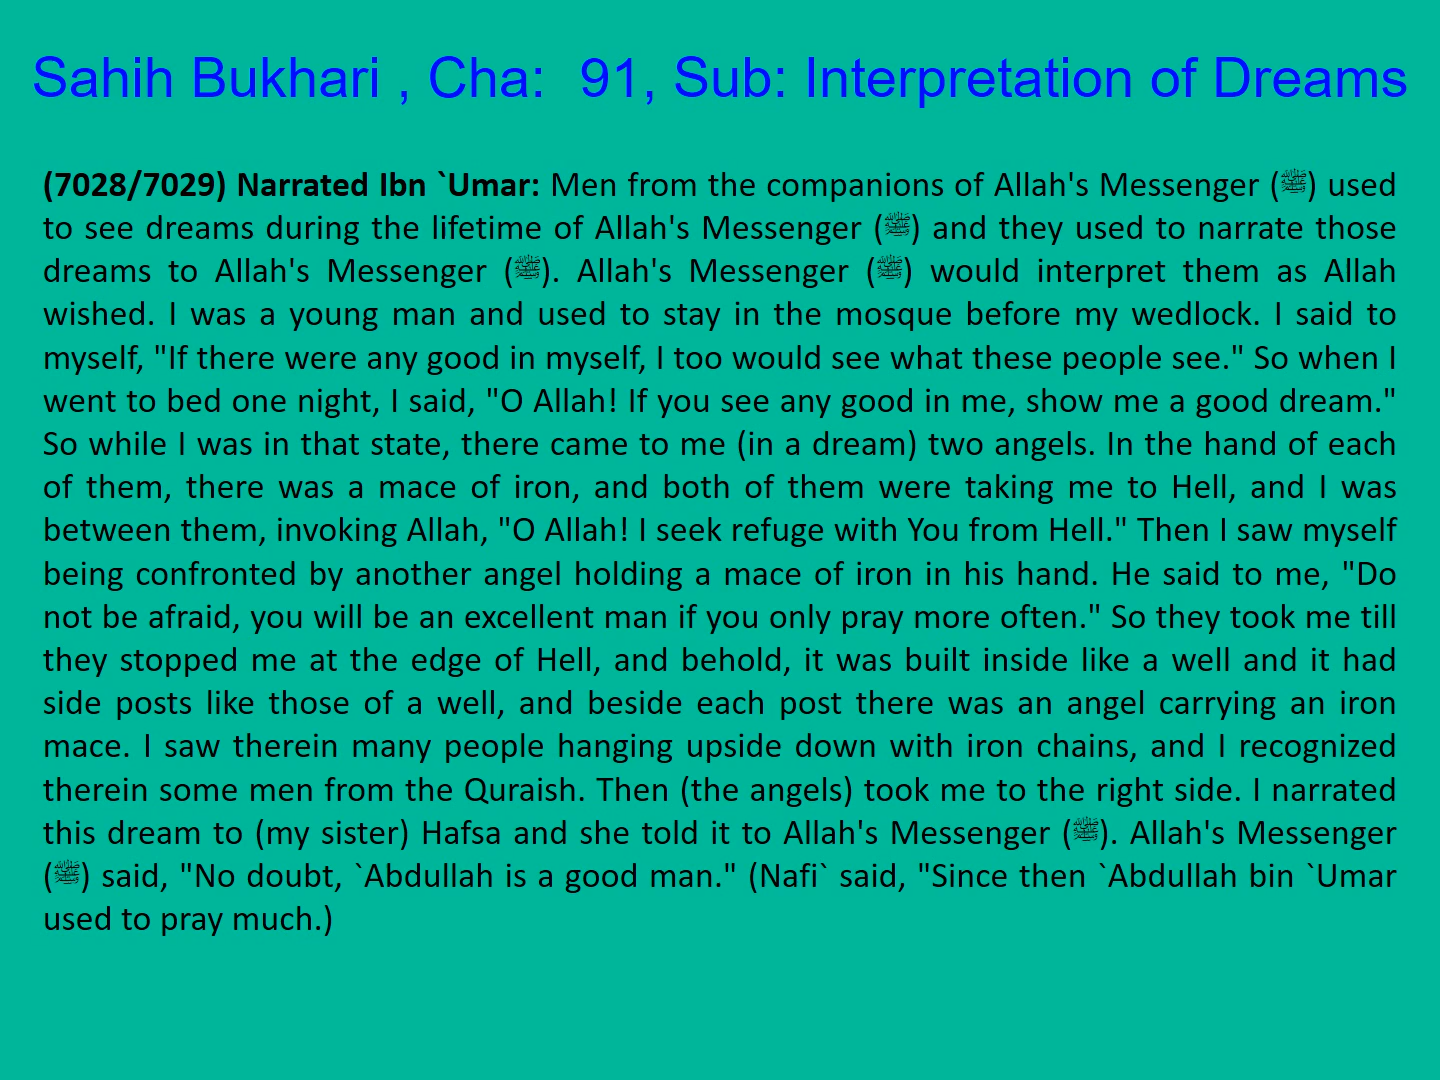 Sahih Bukhari , Cha:  91, Sub: Interpretation of Dreams
(7028/7029) Narrated Ibn `Umar: Men from the companions of Allah's Messenger (ﷺ) used
to see dreams during the lifetime of Allah's Messenger (ﷺ) and they used to narrate those
dreams to Allah's Messenger (ﷺ). Allah's Messenger (ﷺ) would interpret them as Allah
wished. I was a young man and used to stay in the mosque before my wedlock. I said to
myself, "If there were any good in myself, I too would see what these people see." So when I
went to bed one night, I said, "O Allah! If you see any good in me, show me a good dream."
So while I was in that state, there came to me (in a dream) two angels. In the hand of each
of them, there was a mace of iron, and both of them were taking me to Hell, and I was
between them, invoking Allah, "O Allah! I seek refuge with You from Hell." Then I saw myself
being confronted by another angel holding a mace of iron in his hand. He said to me, "Do
not be afraid, you will be an excellent man if you only pray more often." So they took me till
they stopped me at the edge of Hell, and behold, it was built inside like a well and it had
side posts like those of a well, and beside each post there was an angel carrying an iron
mace. I saw therein many people hanging upside down with iron chains, and I recognized
therein some men from the Quraish. Then (the angels) took me to the right side. I narrated
this dream to (my sister) Hafsa and she told it to Allah's Messenger (ﷺ). Allah's Messenger
(ﷺ) said, "No doubt, `Abdullah is a good man." (Nafi` said, "Since then `Abdullah bin `Umar
used to pray much.)